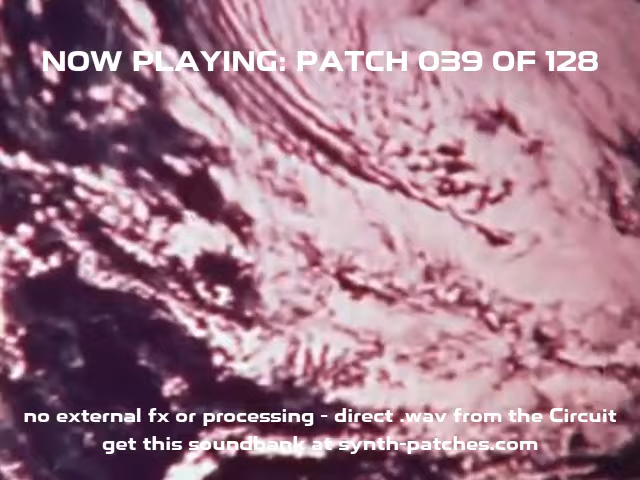 NOW PLAYING: PATCH 039 OF 128
no external fx or processing - direct .wav from the Circuit
get this soundbank at synth-patches.com